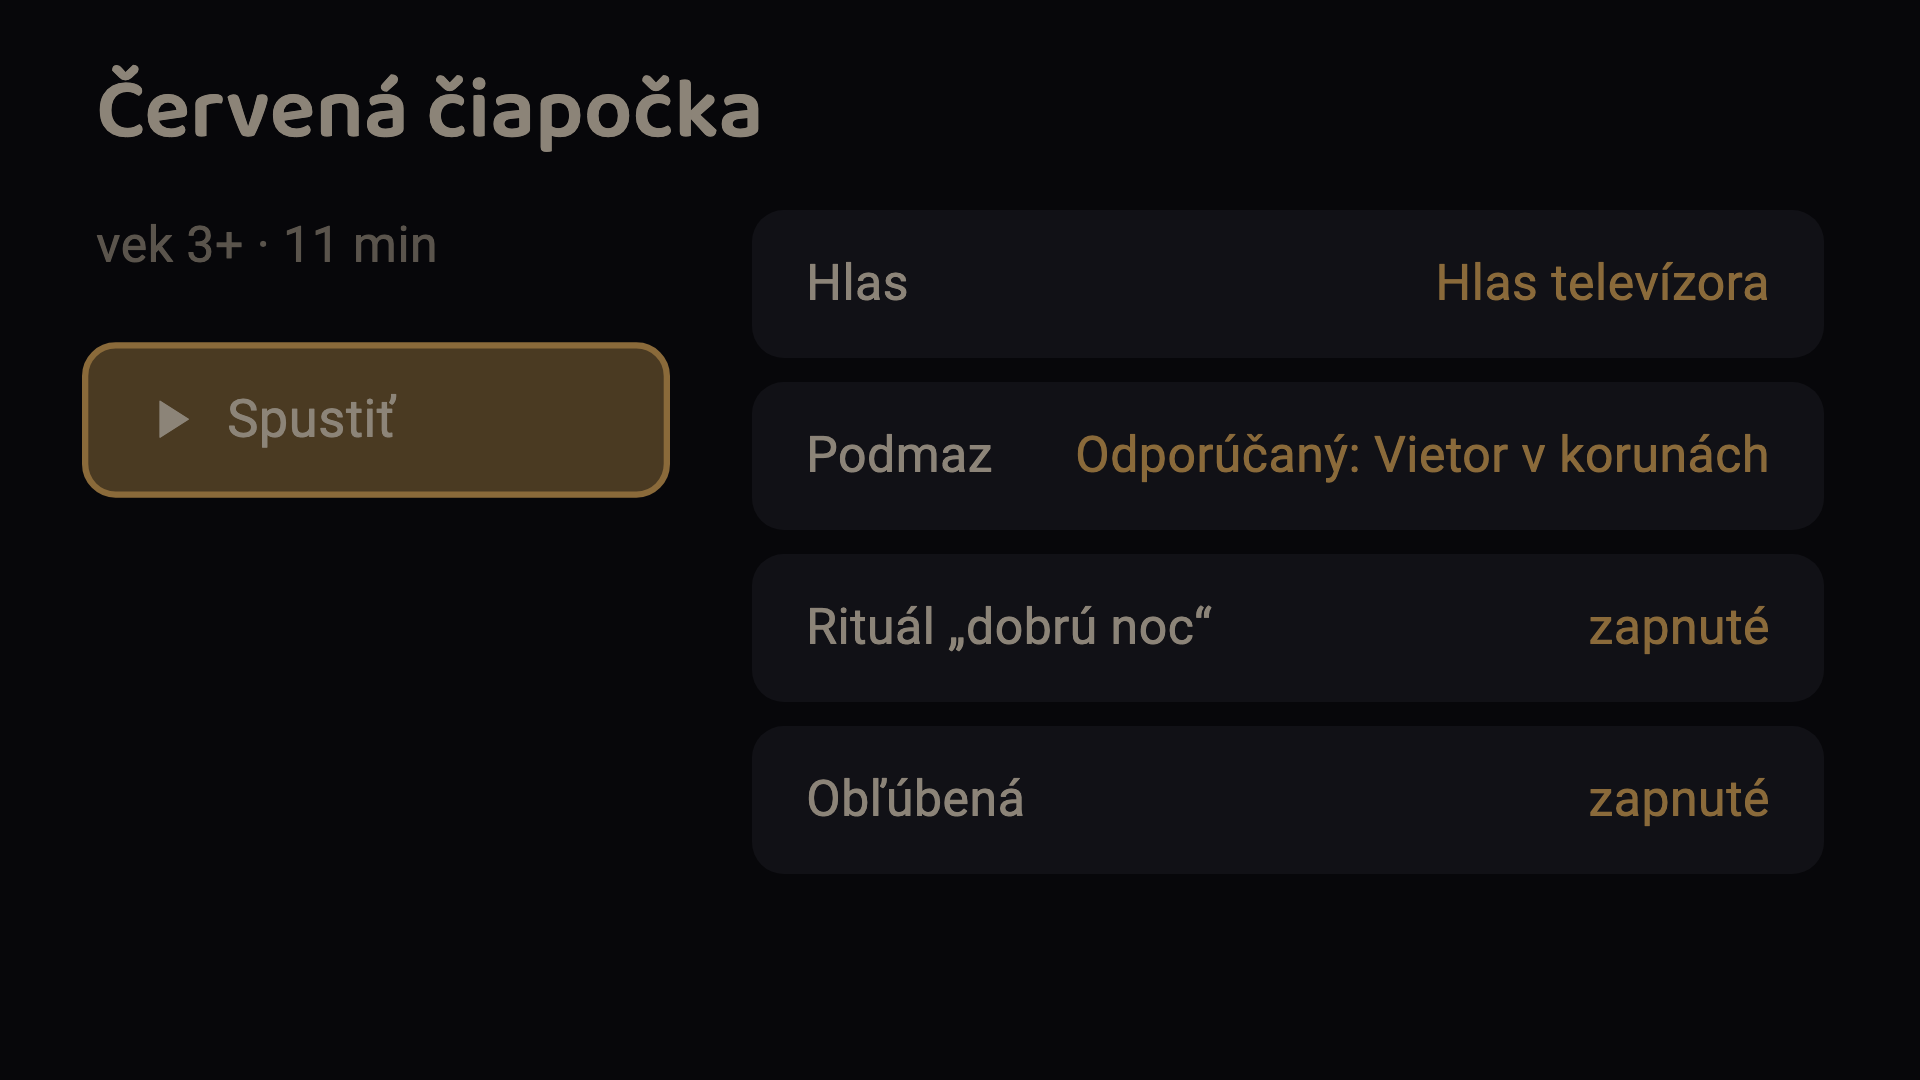 Červená čiapočka
vek 3+ · 11 min
Spustiť
Hlas Hlas televízora
Podmaz Odporúčaný: Vietor v korunách
Rituál „dobrú noc“ zapnuté
Obľúbená zapnuté